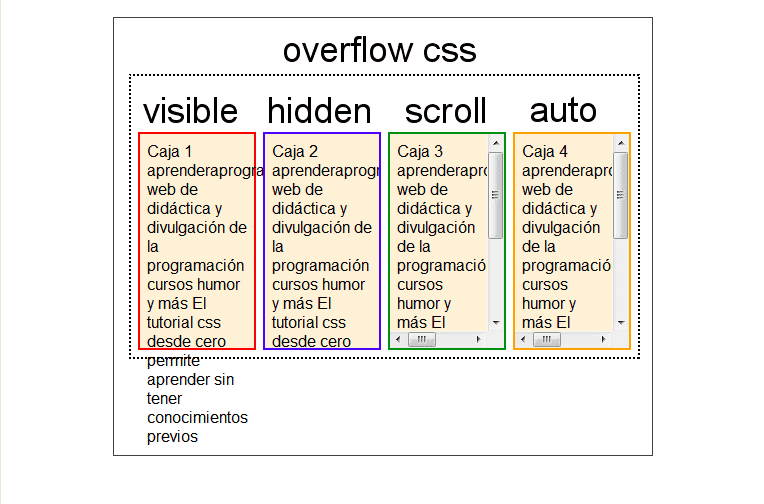 overflow css
visible
hidden
scroll
auto
Caja 1
aprenderaprogra
web de
didáctica y
divulgación de
la
programación
cursos humor
y más El
tutorial css
desde cero
permite
aprender sin
tener
conocimientos
previos
Caja 2
aprenderaprogr
web de
didáctica y
divulgación de
la
programación
cursos humor
y más El
tutorial css
desde cero
Caja 3
aprenderaprc
web de
didáctica y
divulgación
de la
programació
cursos
humor y
más El
Caja 4
aprenderaprc
web de
didáctica y
divulgación
de la
programació
cursos
humor y
más El